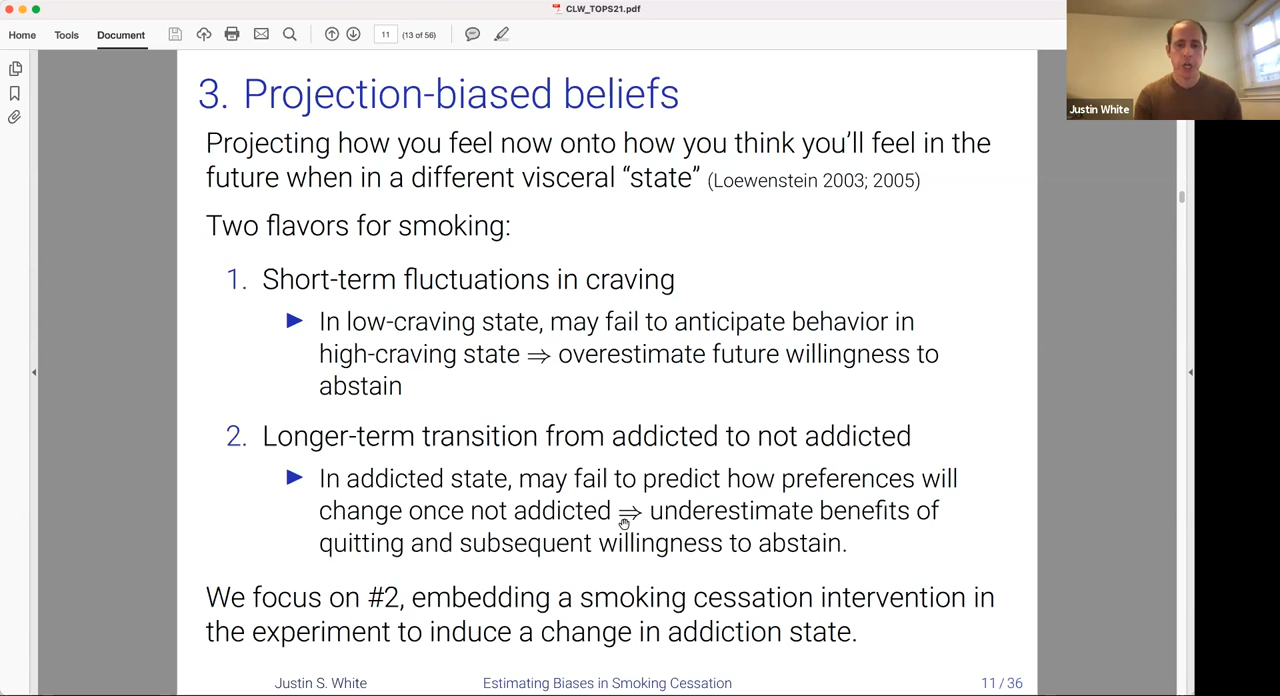 CLW_TOPS21.pdf
Home Tools Document 11 (13 of 56)
Justin White
3. Projection-biased beliefs
Projecting how you feel now onto how you think you'll feel in the
future when in a different visceral “state” (Loewenstein 2003; 2005)
Two flavors for smoking:
1. Short-term fluctuations in craving
▶ In low-craving state, may fail to anticipate behavior in
high-craving state ⇒ overestimate future willingness to
abstain
2. Longer-term transition from addicted to not addicted
▶ In addicted state, may fail to predict how preferences will
change once not addicted ⇒ underestimate benefits of
quitting and subsequent willingness to abstain.
We focus on #2, embedding a smoking cessation intervention in
the experiment to induce a change in addiction state.
Justin S. White Estimating Biases in Smoking Cessation 11 / 36